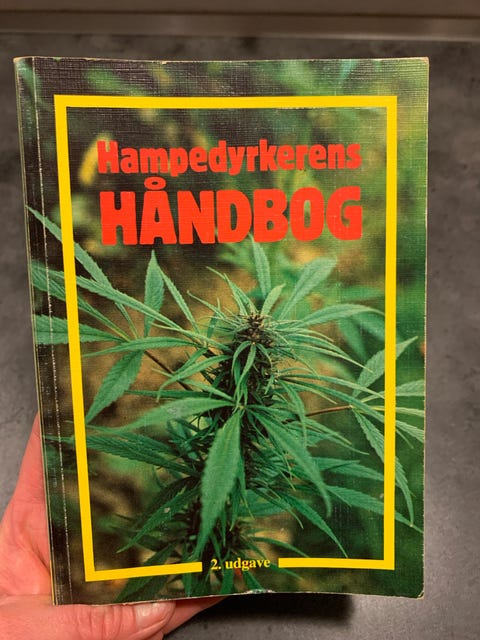 Hampedyrkerens
HÅNDBOG
2. udgave